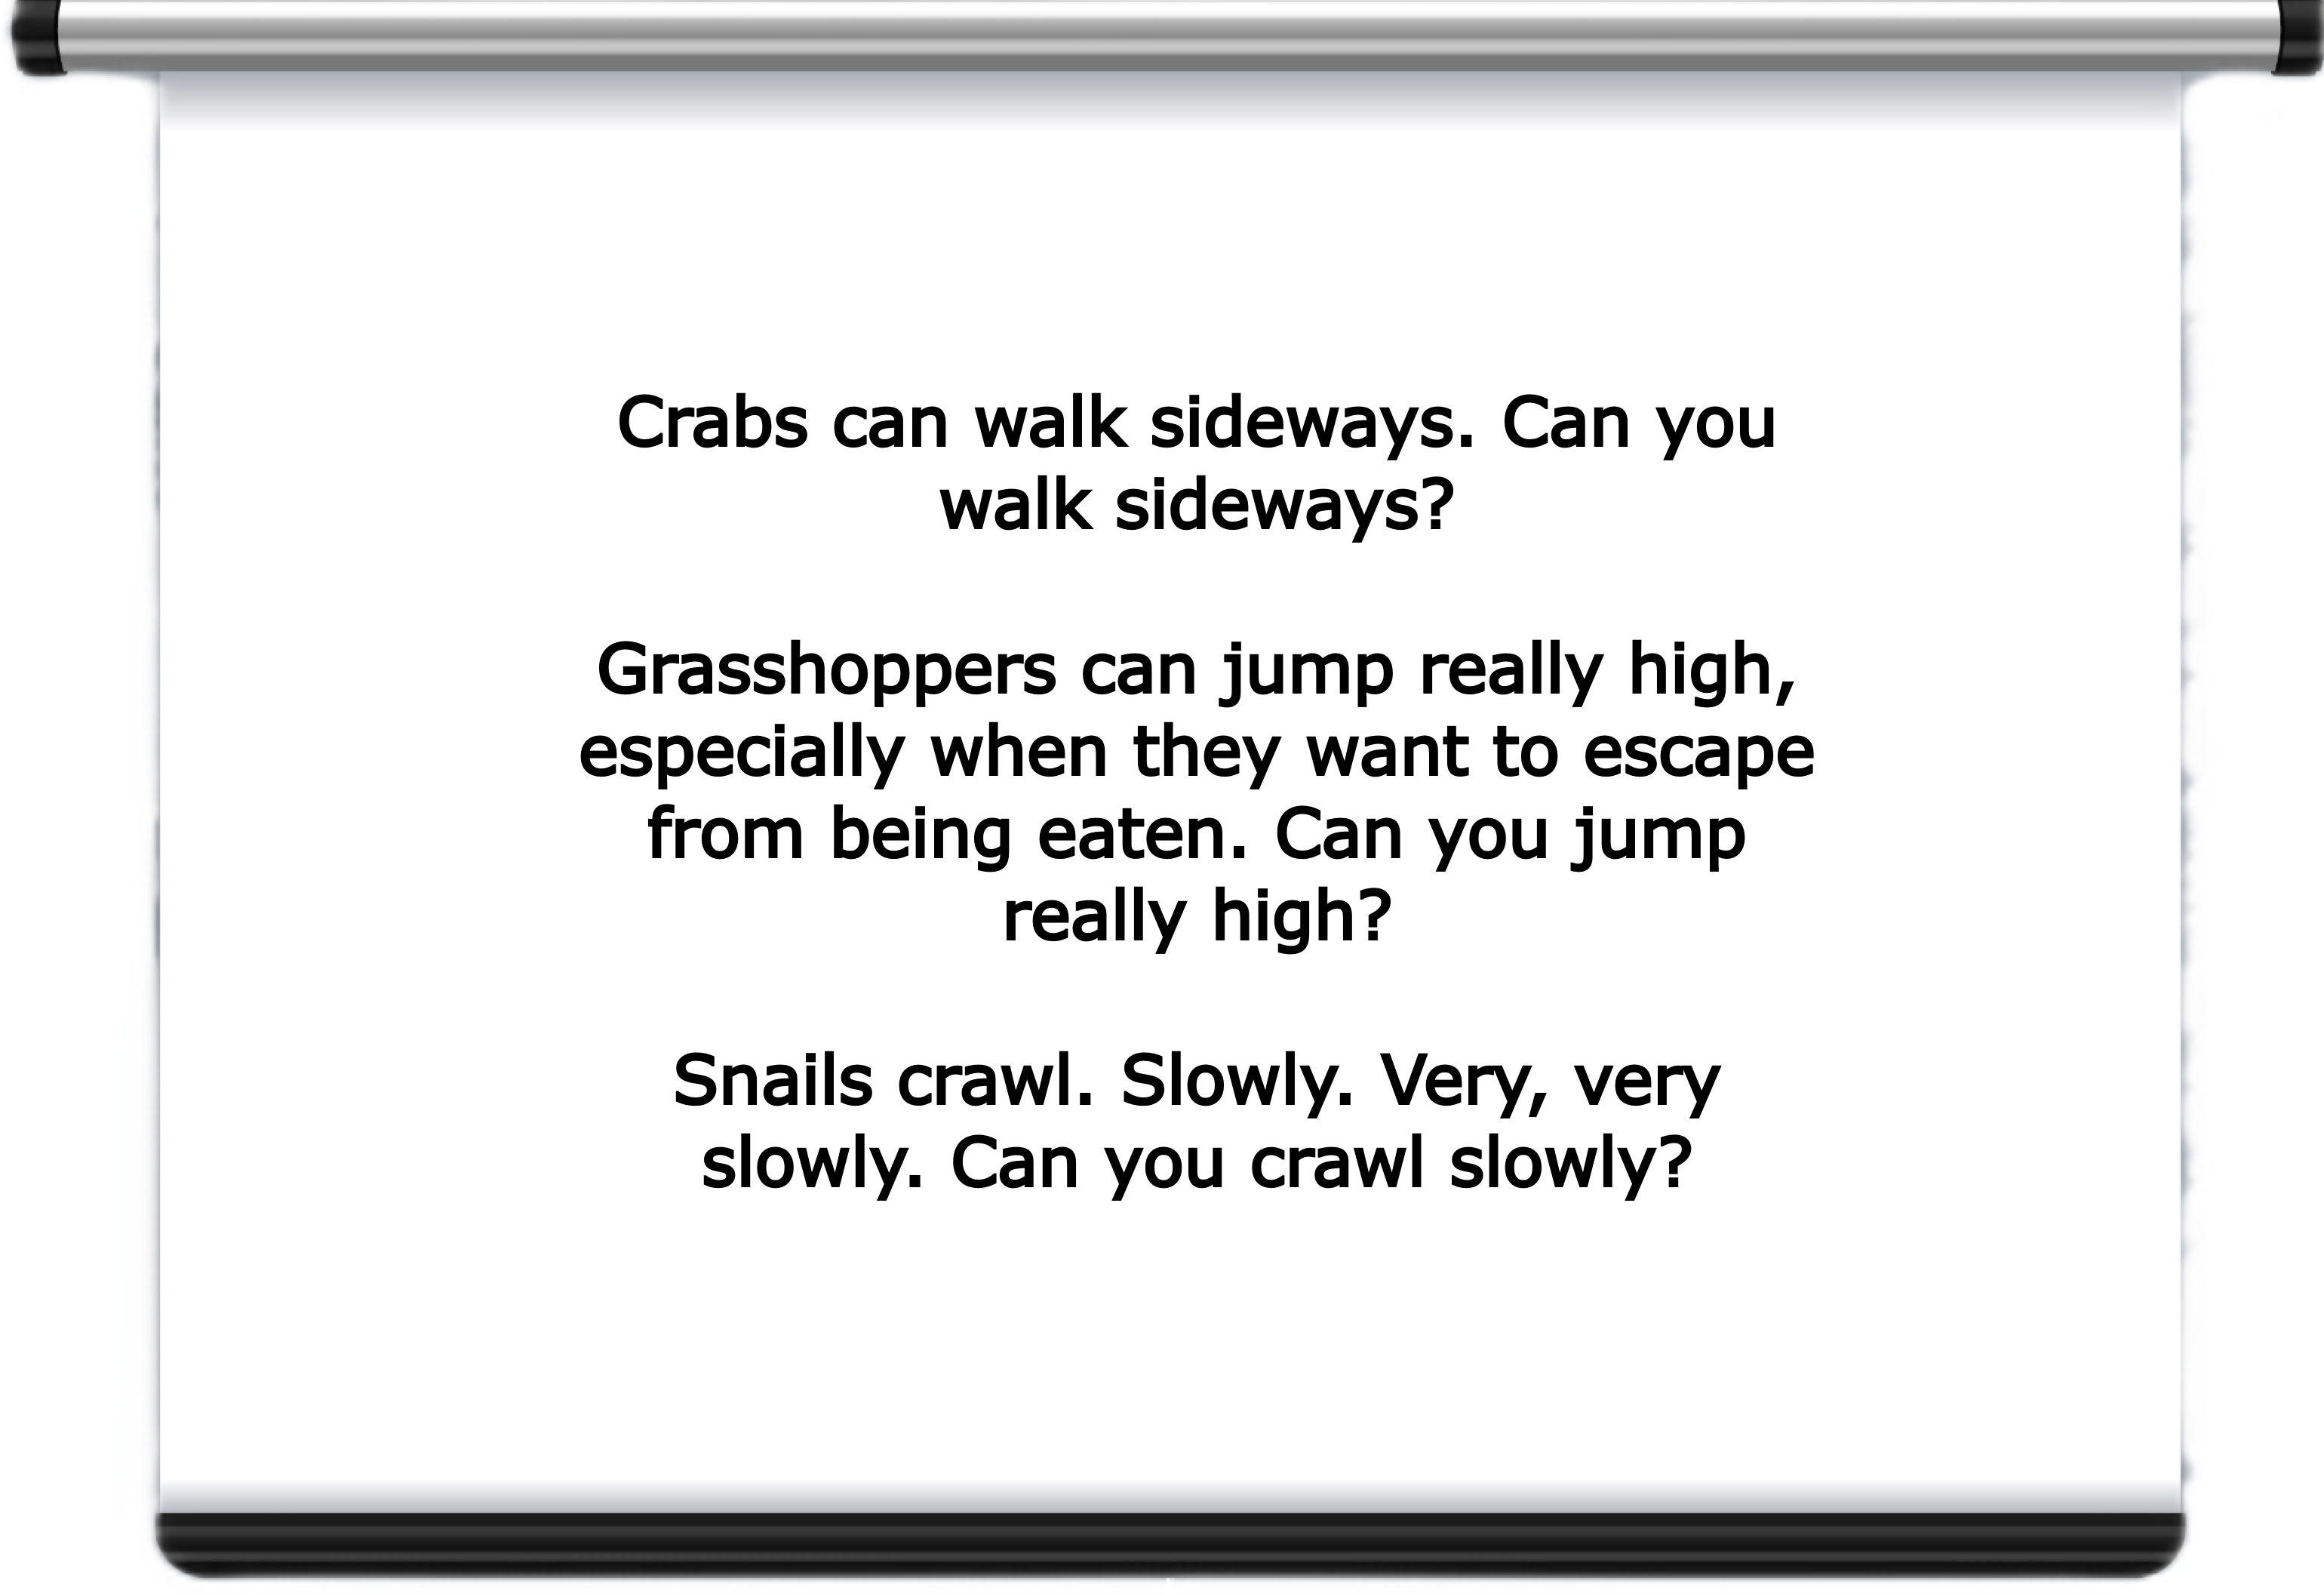 Crabs can walk sideways. Can you
walk sideways?
Grasshoppers can jump really high,
especially when they want to escape
from being eaten. Can you jump
really high?
Snails crawl. Slowly. Very, very
slowly. Can you crawl slowly?